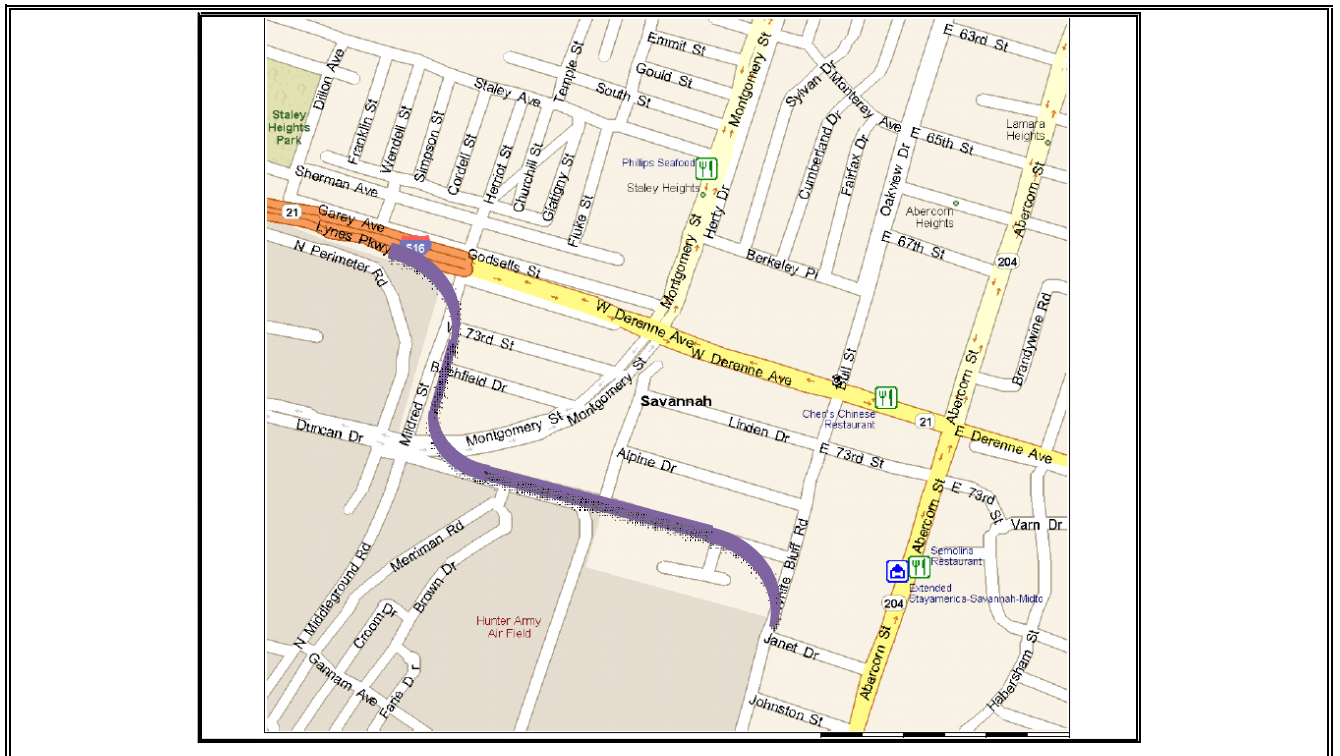 E 63rd St
Emmit St
Montgomery St
Dillon Ave
Temple St
Gould St
Sylvan Dr
Monterey Ave
Staley Ave
South St
Staley
Heights
Park
Franklin St
Wendell St
Simpson St
Cordell St
Herriot St
Churchill St
Glatigny St
Fluke St
Cumberland Dr
Fairfax Dr
E 65th St
Lamara
Heights
Phillips Seafood
Staley Heights
Oakview Dr
Abercorn St
Sherman Ave
Herty Dr
Abercorn
Heights
21
Garey Ave
Lynes Pkwy
516
Montgomery St
E 67th St
N Perimeter Rd
Godsells St
Berkeley Pl
204
Montgomery St
Brandywine Rd
W Derenne Ave
73rd St
W Derenne Ave
Bull St
Abercorn St
Mildred St
Montgomery St
Savannah
Chen's Chinese
Restaurant
21
Duncan Dr
Montgomery St
Linden Dr
E Derenne Ave
E 73rd St
Alpine Dr
E 73rd St
Abercorn St
Varn Dr
Merriman Rd
Bluff Rd
Semolina
Restaurant
N Middleground Rd
Brown Dr
Extended
Stayamerica-Savannah-Midto
204
Croom Dr
Hunter Army
Air Field
Janet Dr
Abercorn St
Habersham St
Gannam Ave
Johnston St